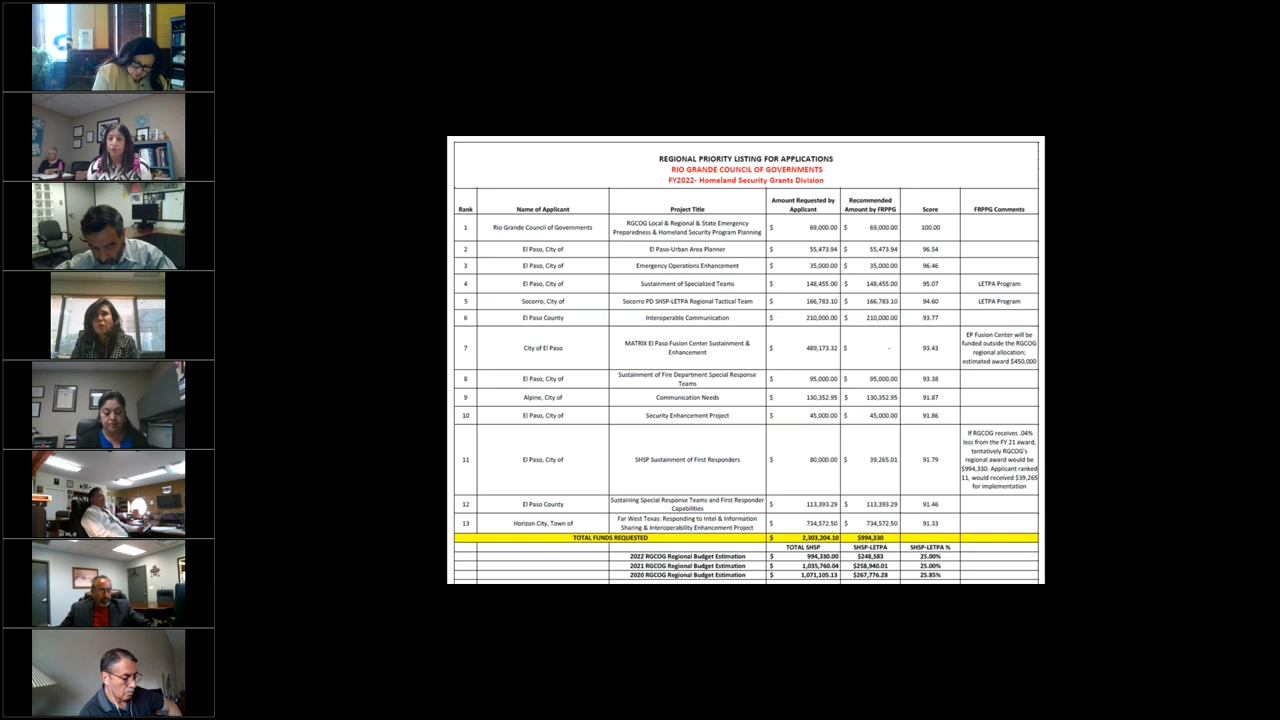 REGIONAL PRIORITY LISTING FOR APPLICATIONS
RIO GRANDE COUNCIL OF GOVERNMENTS
FY2022- Homeland Security Grants Division
Rank Name of Applicant Project Title Amount Requested by Applicant Recommended Amount by FRPPG Score FRPPG Comments
1 Rio Grande Council of Governments RGCOG Local & Regional & State Emergency Preparedness & Homeland Security Program Planning $ 69,000.00 $ 69,000.00 100.00
2 El Paso, City of El Paso-Urban Area Planner $ 55,473.94 $ 55,473.94 96.54
3 El Paso, City of Emergency Operations Enhancement $ 35,000.00 $ 35,000.00 96.46
4 El Paso, City of Sustainment of Specialized Teams $ 148,455.00 $ 148,455.00 95.07 LETPA Program
5 Socorro, City of Socorro PD SHSP-LETPA Regional Tactical Team $ 166,783.10 $ 166,783.10 94.60 LETPA Program
6 El Paso County Interoperable Communication $ 210,000.00 $ 210,000.00 93.77
7 City of El Paso MATRIX El Paso Fusion Center Sustainment & Enhancement $ 489,173.32 $ - 93.43 EP Fusion Center will be funded outside the RGCOG regional allocation; estimated award $450,000
8 El Paso, City of Sustainment of Fire Department Special Response Teams $ 95,000.00 $ 95,000.00 93.38
9 Alpine, City of Communication Needs $ 130,352.95 $ 130,352.95 91.87
10 El Paso, City of Security Enhancement Project $ 45,000.00 $ 45,000.00 91.86
11 El Paso, City of SHSP Sustainment of First Responders $ 80,000.00 $ 39,265.01 91.79 If RGCOG receives .04% less from the FY 21 award, tentatively RGCOG's regional award would be $994,330. Applicant ranked 11, would received $39,265 for implementation
12 El Paso County Sustaining Special Response Teams and First Responder Capabilities $ 113,393.29 $ 113,393.29 91.46
13 Horizon City, Town of Far West Texas: Responding to Intel & Information Sharing & Interoperability Enhancement Project $ 734,572.50 $ 734,572.50 91.33
TOTAL FUNDS REQUESTED $ 2,303,204.10 $994,330
TOTAL SHSP SHSP-LETPA SHSP-LETPA %
2022 RGCOG Regional Budget Estimation $ 994,330.00 $248,583 25.00%
2021 RGCOG Regional Budget Estimation $ 1,035,760.04 $258,940.01 25.00%
2020 RGCOG Regional Budget Estimation $ 1,071,105.13 $267,776.28 25.85%